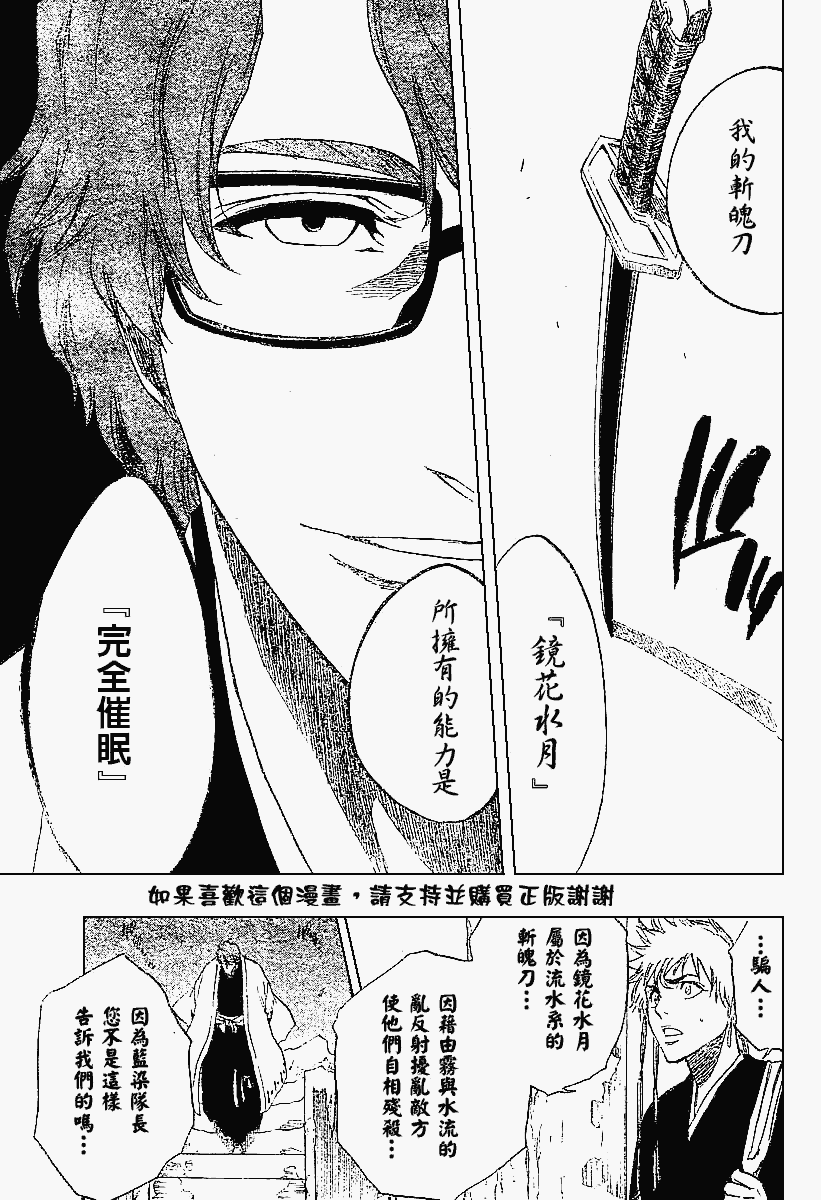 我的斬魄刀
『鏡花水月』
所擁有的能力是
『完全催眠』
如果喜歡這個漫畫，請支持並購買正版謝謝
…騙人…
因為鏡花水月
屬於流水系的
斬魄刀…
因藉由霧與水流的
亂反射擾亂敵方
使他們自相殘殺…
因為藍染隊長
您不是這樣
告訴我們的嗎…